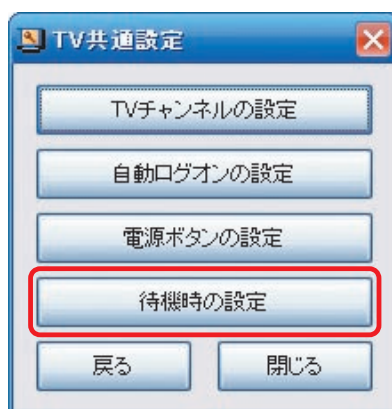 TV共通設定
TVチャンネルの設定
自動ログオンの設定
電源ボタンの設定
待機時の設定
戻る 閉じる